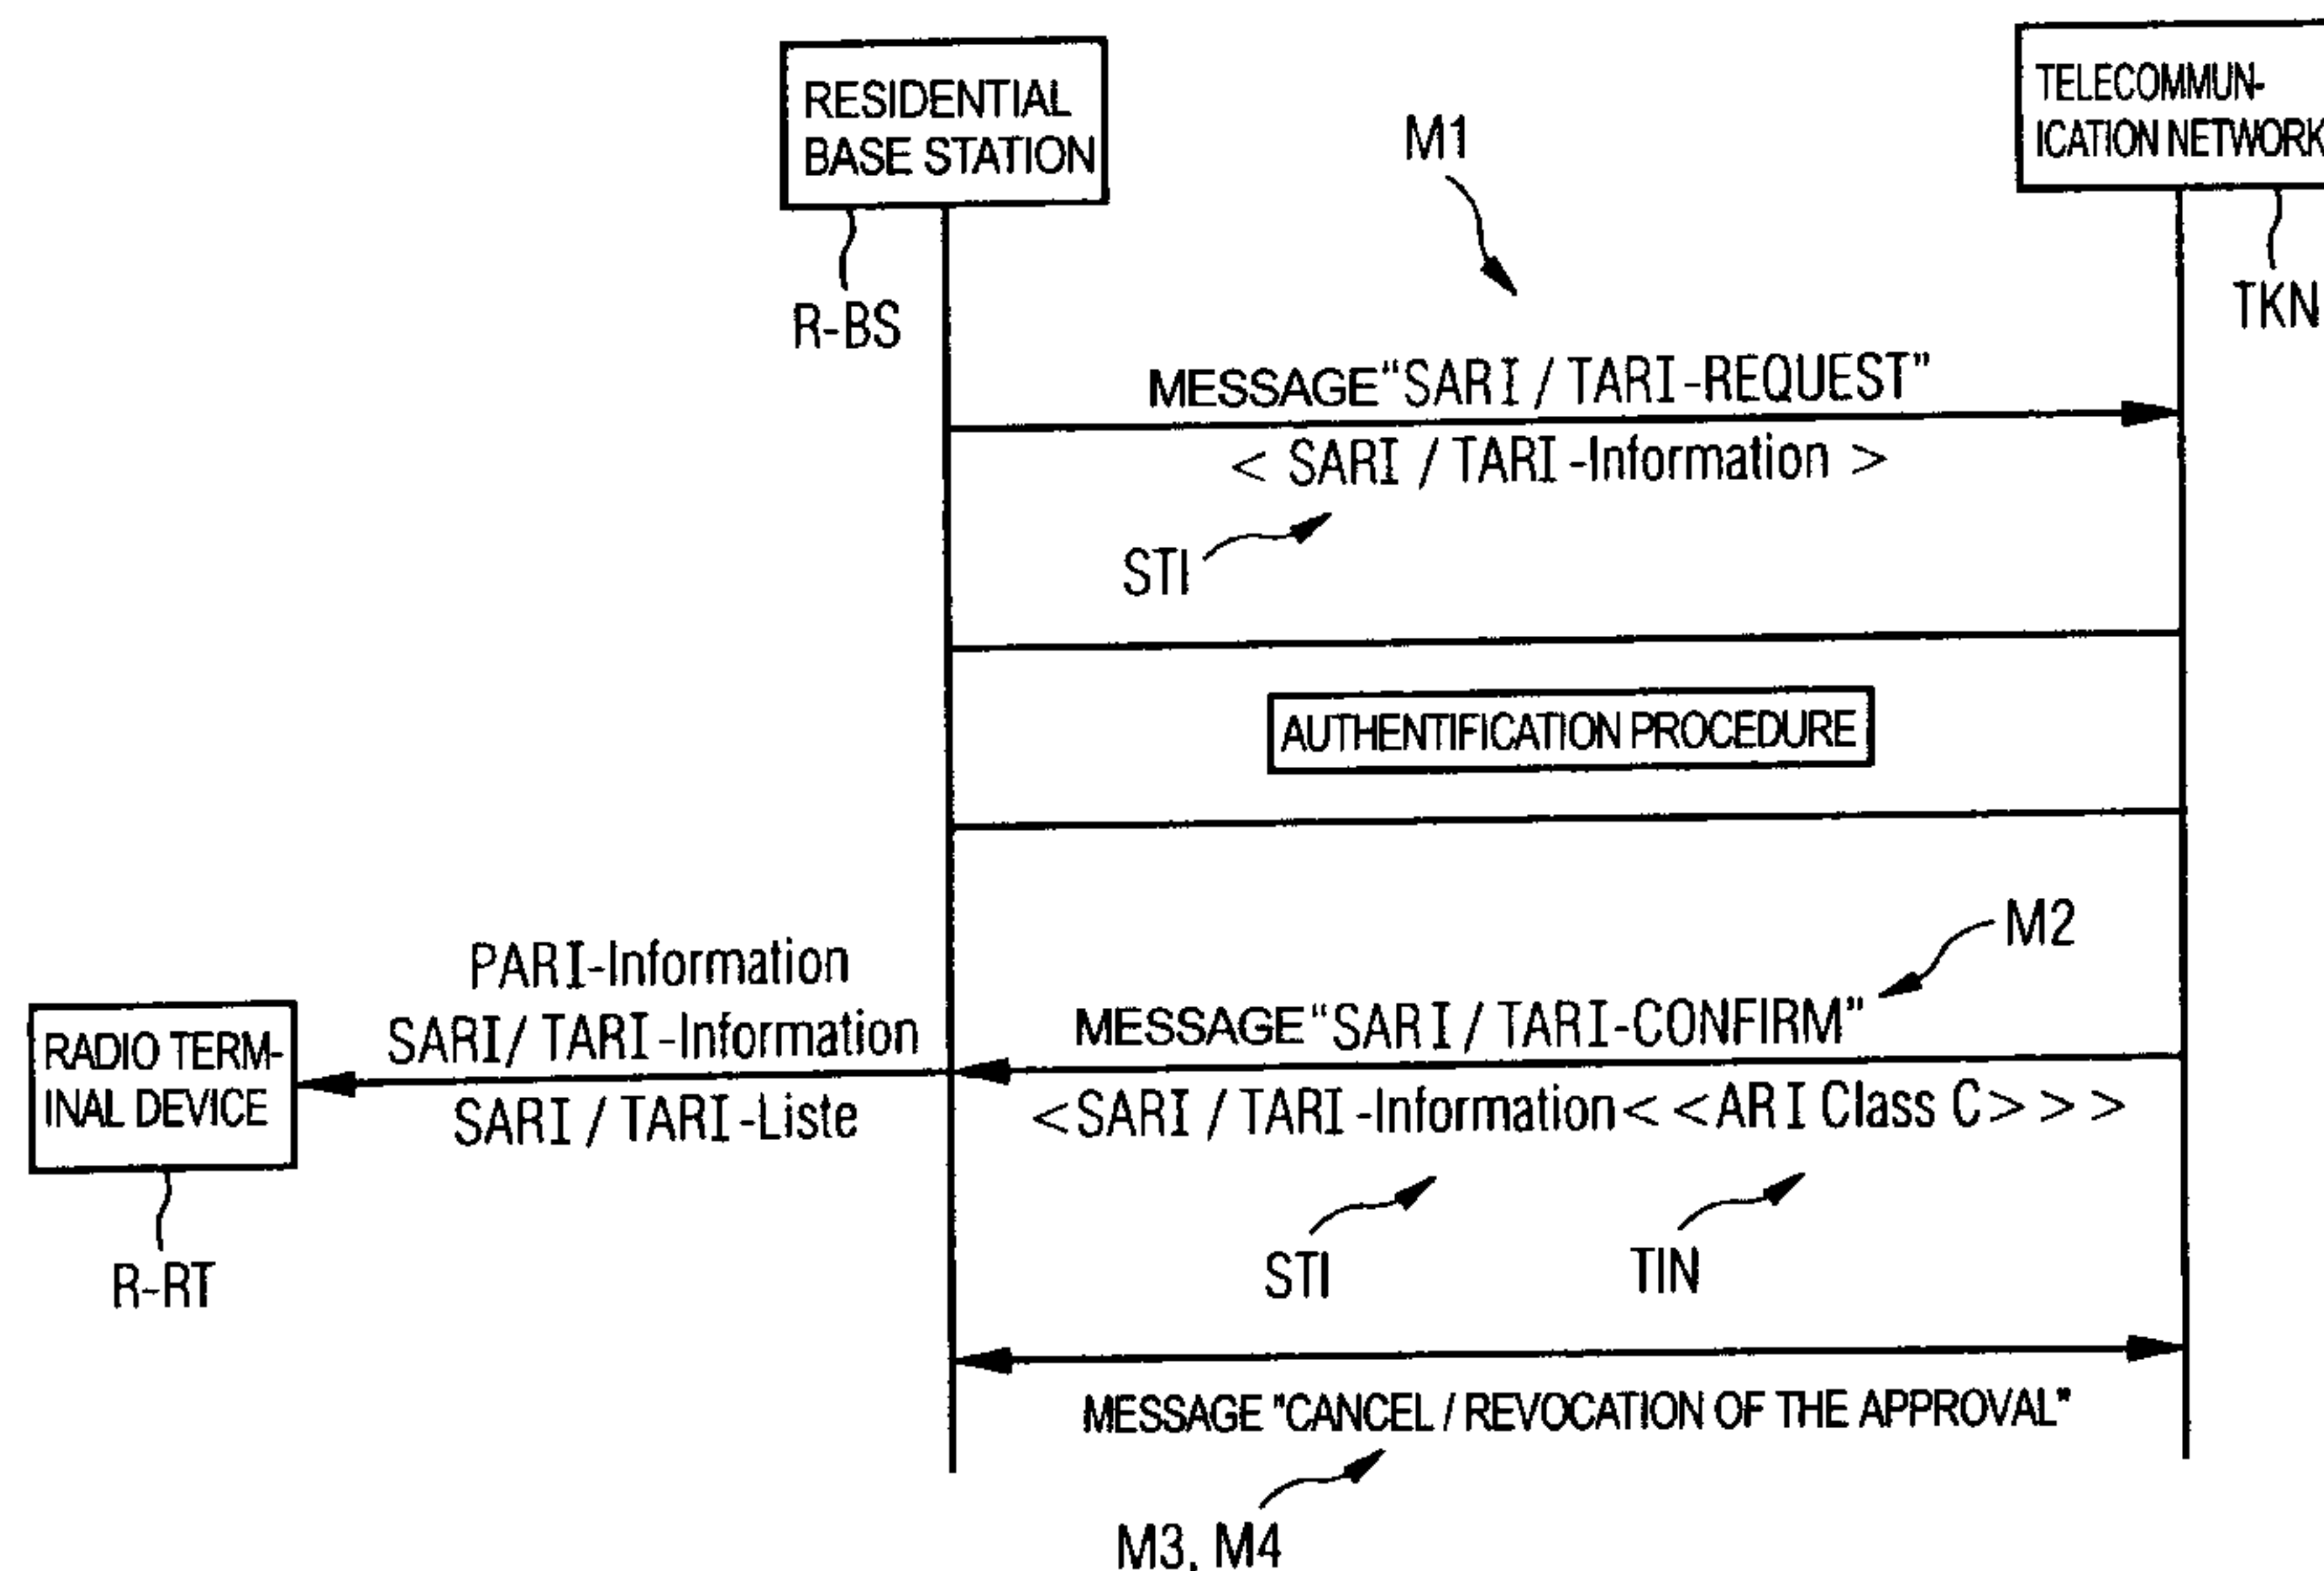 RESIDENTIAL
BASE STATION
TELECOMMUN-
ICATION NETWORK
M1
R-BS
TKN
MESSAGE“SARI / TARI-REQUEST”
< SARI / TARI-Information >
STI
AUTHENTIFICATION PROCEDURE
M2
PARI-Information
SARI / TARI-Information
SARI / TARI-Liste
MESSAGE“SARI / TARI-CONFIRM”
<SARI / TARI-Information< <ARI Class C> > >
RADIO TERM-
INAL DEVICE
R-RT
STI
TIN
MESSAGE "CANCEL / REVOCATION OF THE APPROVAL"
M3, M4